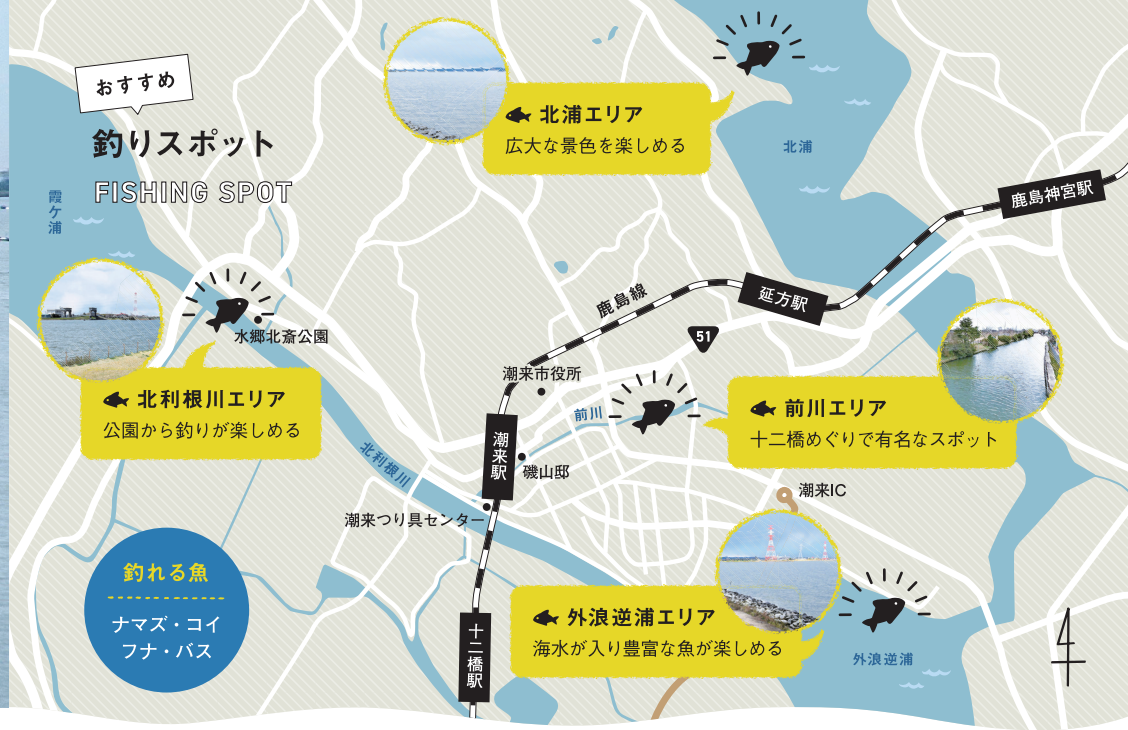 おすすめ
釣りスポット
FISHING SPOT
霞ケ浦
北浦エリア
広大な景色を楽しめる
北浦
鹿島神宮駅
延方駅
鹿島線
51
水郷北斎公園
北利根川エリア
公園から釣りが楽しめる
潮来市役所
前川
前川エリア
十二橋めぐりで有名なスポット
潮来駅
磯山邸
北利根川
潮来IC
潮来つり具センター
釣れる魚
ナマズ・コイ
フナ・バス
外浪逆浦エリア
海水が入り豊富な魚が楽しめる
外浪逆浦
十二橋駅